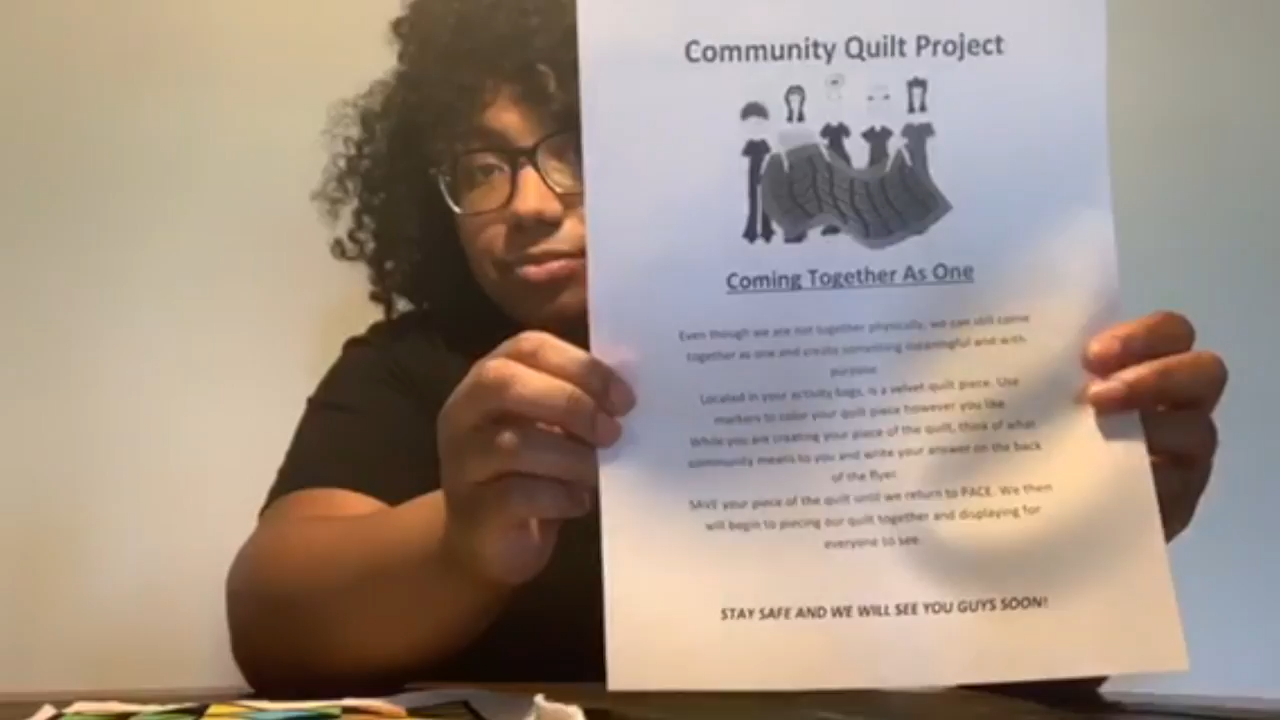 Community Quilt Project
Coming Together As One
Even though we are not together physically, we can still come
together as one and create something meaningful and with
purpose.
Located in your activity bags, is a velvet quilt piece. Use
markers to color your quilt piece however you like
While you are creating your piece of the quilt, think of what
community means to you and write your answer on the back
of the flyer.
SAVE your piece of the quilt until we return to PACE. We then
will begin to piecing our quilt together and displaying for
everyone to see.
STAY SAFE AND WE WILL SEE YOU GUYS SOON!